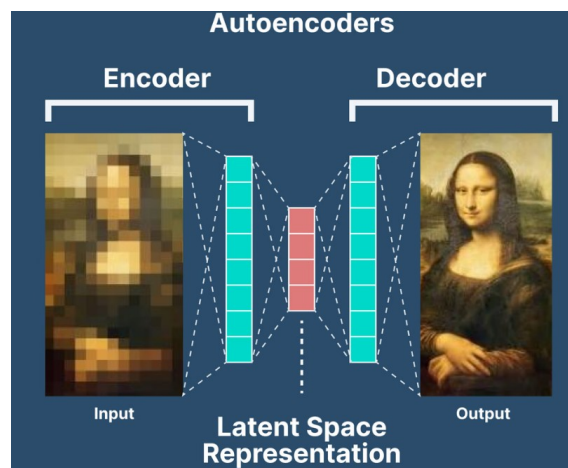 Autoencoders
Encoder
Decoder
Input
Output
Latent Space
Representation